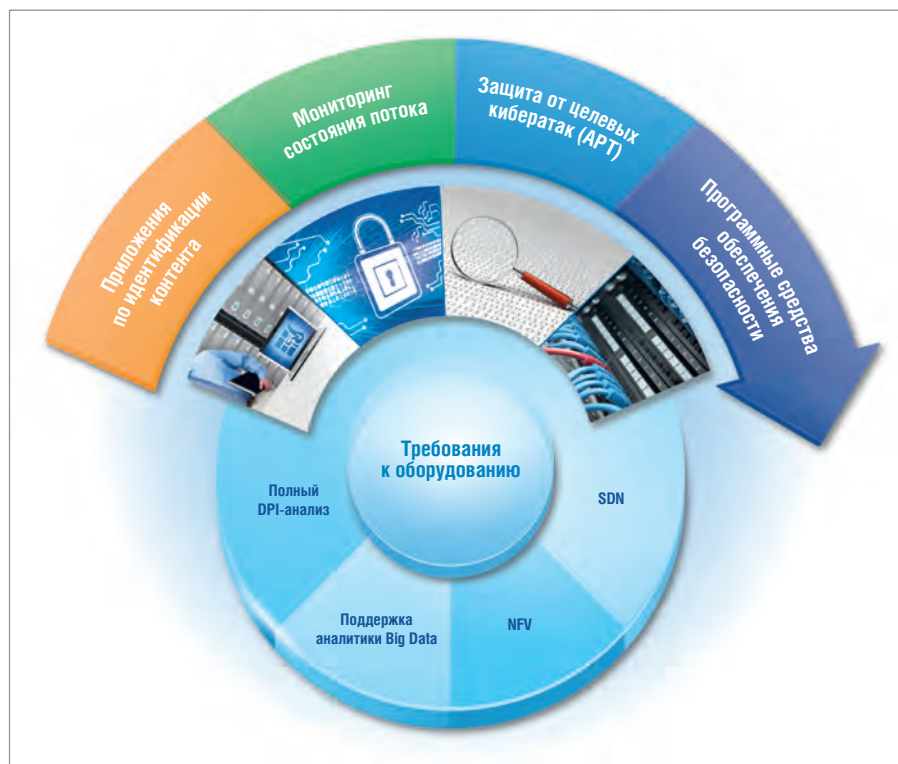 Приложения
по идентификации
контента
Мониторинг
состояния потока
Защита от целевых
кибератак (APT)
Программные средства
обеспечения
безопасности
Требования
к оборудованию
Полный
DPI-анализ
SDN
Поддержка
аналитики Big Data
NFV